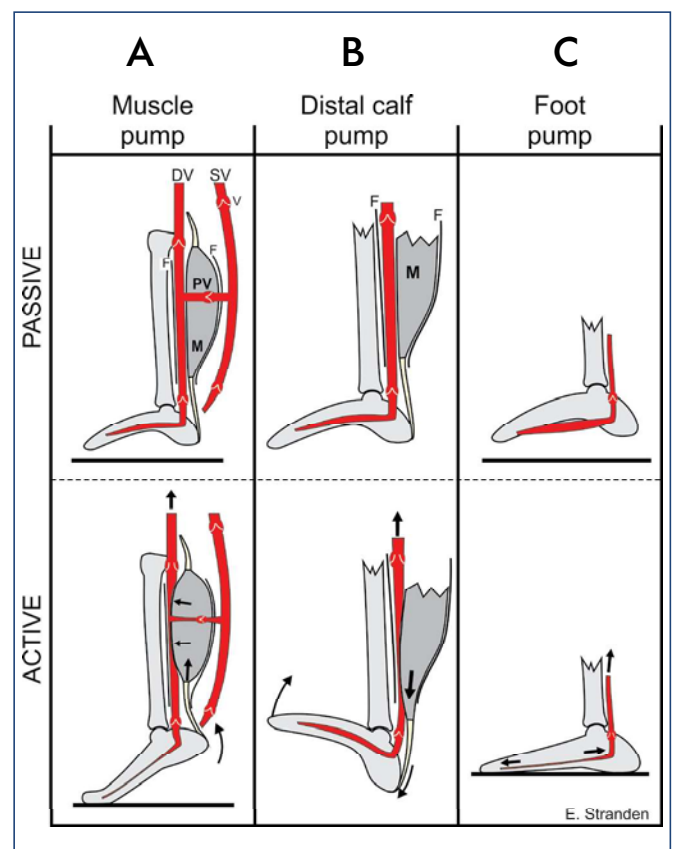 A B C
Muscle pump
Distal calf pump
Foot pump
PASSIVE
DV SV
V
F
F
PV
M
F
F
M
ACTIVE
E. Stranden